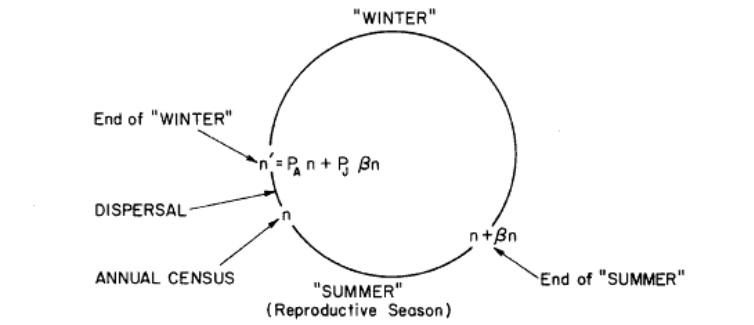 "WINTER"
End of "WINTER"
n′ = P_A n + P_J βn
DISPERSAL
n
n + βn
ANNUAL CENSUS
"SUMMER"
(Reproductive Season)
End of "SUMMER"